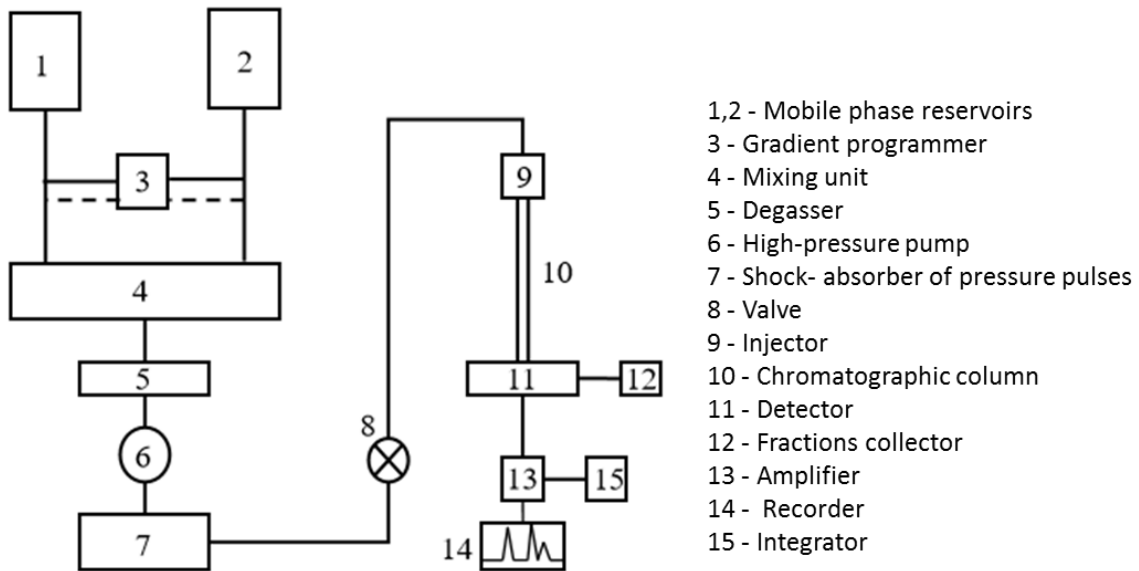 1
2
3
4
5
6
7
8
9
10
11
12
13
14
15
1,2 - Mobile phase reservoirs
3 - Gradient programmer
4 - Mixing unit
5 - Degasser
6 - High-pressure pump
7 - Shock- absorber of pressure pulses
8 - Valve
9 - Injector
10 - Chromatographic column
11 - Detector
12 - Fractions collector
13 - Amplifier
14 -  Recorder
15 - Integrator